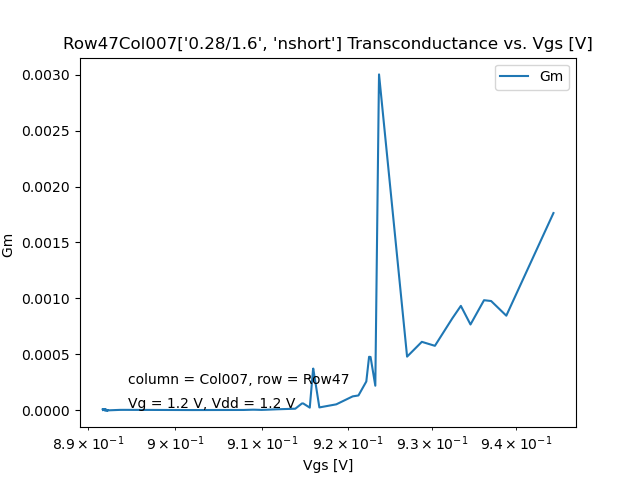 Row47Col007['0.28/1.6', 'nshort'] Transconductance vs. Vgs [V]
Gm
0.0030
0.0025
0.0020
0.0015
0.0010
0.0005
0.0000
Gm
column = Col007, row = Row47
Vg = 1.2 V, Vdd = 1.2 V
8.9 × 10⁻¹ 9 × 10⁻¹ 9.1 × 10⁻¹ 9.2 × 10⁻¹ 9.3 × 10⁻¹ 9.4 × 10⁻¹
Vgs [V]